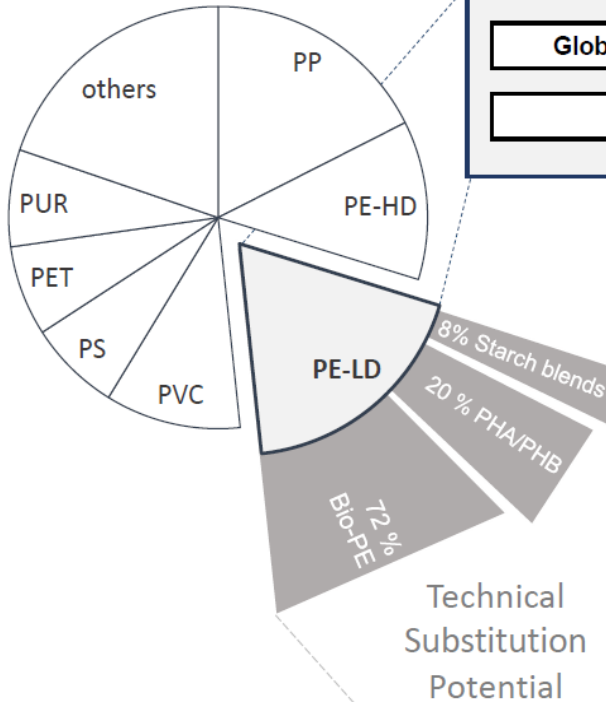 Glob
PP
others
PE-HD
PUR
PET
PS
PVC
PE-LD
8% Starch blends
20 % PHA/PHB
72 %
Bio-PE
Technical
Substitution
Potential